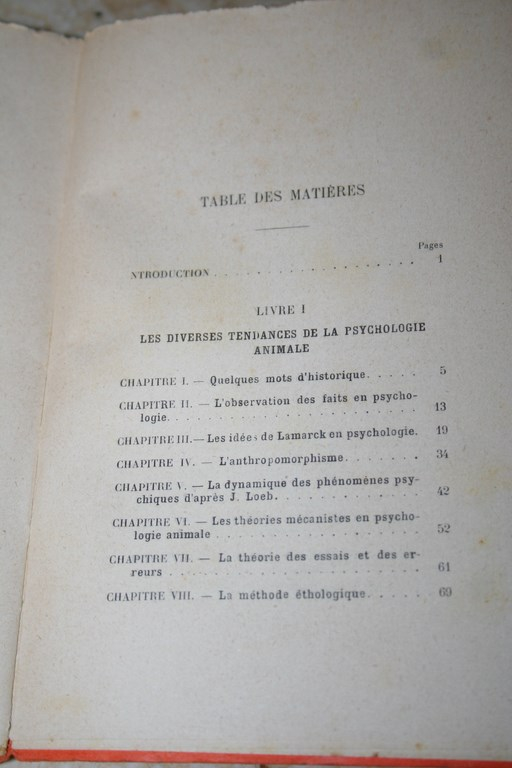 TABLE DES MATIÈRES
Pages
NTRODUCTION . . . . . . . . . . . . . . . . . . . 1
LIVRE I
LES DIVERSES TENDANCES DE LA PSYCHOLOGIE
ANIMALE
CHAPITRE I. — Quelques mots d'historique. . . . . . 5
CHAPITRE II. — L'observation des faits en psycho-
logie. . . . . . . . . . . . . . . . . . . . 13
CHAPITRE III. — Les idées de Lamarck en psychologie. 19
CHAPITRE IV. — L'anthropomorphisme. . . . . . . 34
CHAPITRE V. — La dynamique des phénomènes psy-
chiques d'après J. Loeb. . . . . . . . . . . . . 42
CHAPITRE VI. — Les théories mécanistes en psycho-
logie animale . . . . . . . . . . . . . . . . 52
CHAPITRE VII. — La théorie des essais et des er-
reurs . . . . . . . . . . . . . . . . . . . . 61
CHAPITRE VIII. — La méthode éthologique. . . . . . 69